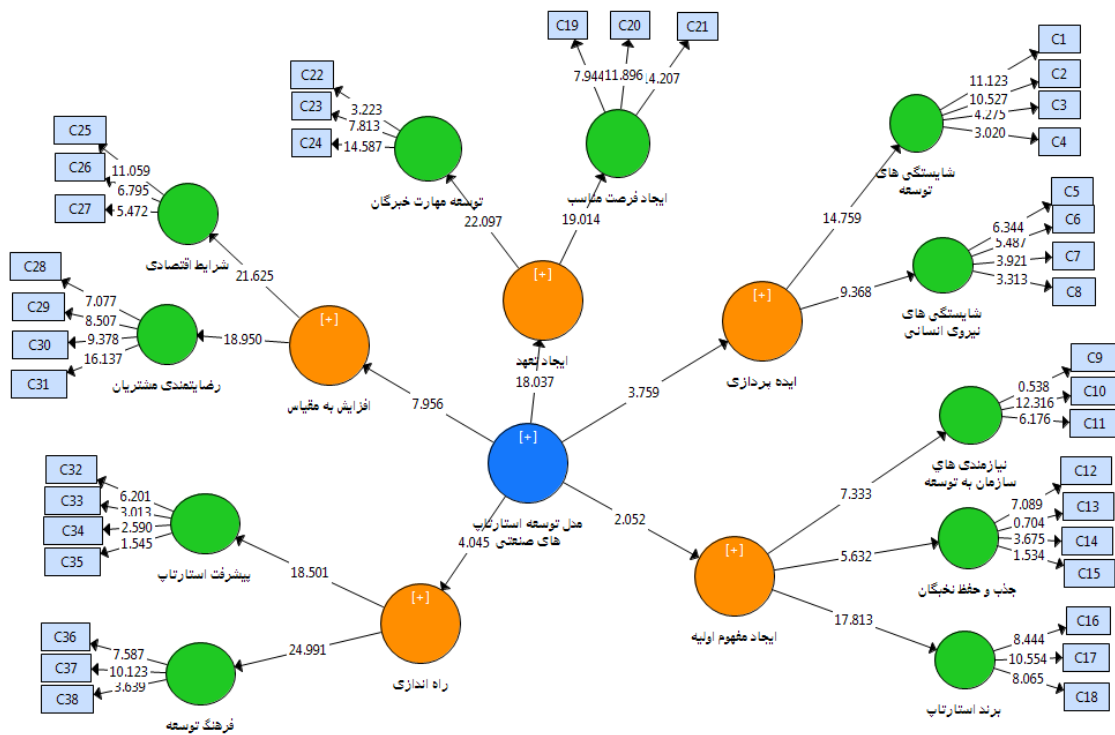 C19
C20
C21
7.944
11.896
14.207
C22
C23
C24
3.223
7.813
14.587
توسعه مهارت خبرگان
ایجاد فرصت مناسب
22.097
19.014
[+]
ایجاد تعهد
18.037
C1
C2
C3
C4
11.123
10.527
4.275
3.020
شایستگی های
توسعه
14.759
C5
C6
C7
C8
6.344
5.487
3.921
3.313
شایستگی های
نیروی انسانی
9.368
[+]
ایده پردازی
3.759
C25
C26
C27
11.059
6.795
5.472
شرایط اقتصادی
21.625
C28
C29
C30
C31
7.077
8.507
9.378
16.137
رضایتمندی مشتریان
18.950
[+]
افزایش به مقیاس
7.956
[+]
مدل توسعه استارتاپ
های صنعتی
C9
C10
C11
0.538
12.316
6.176
نیازمندی های
سازمان به توسعه
7.333
C12
C13
C14
C15
7.089
0.704
3.675
1.534
جذب و حفظ نخبگان
5.632
C16
C17
C18
8.444
10.554
8.065
برند استارتاپ
17.813
[+]
ایجاد مفهوم اولیه
2.052
C32
C33
C34
C35
6.201
3.013
2.590
1.545
پیشرفت استارتاپ
18.501
C36
C37
C38
7.587
10.123
3.639
فرهنگ توسعه
24.991
[+]
راه اندازی
4.045